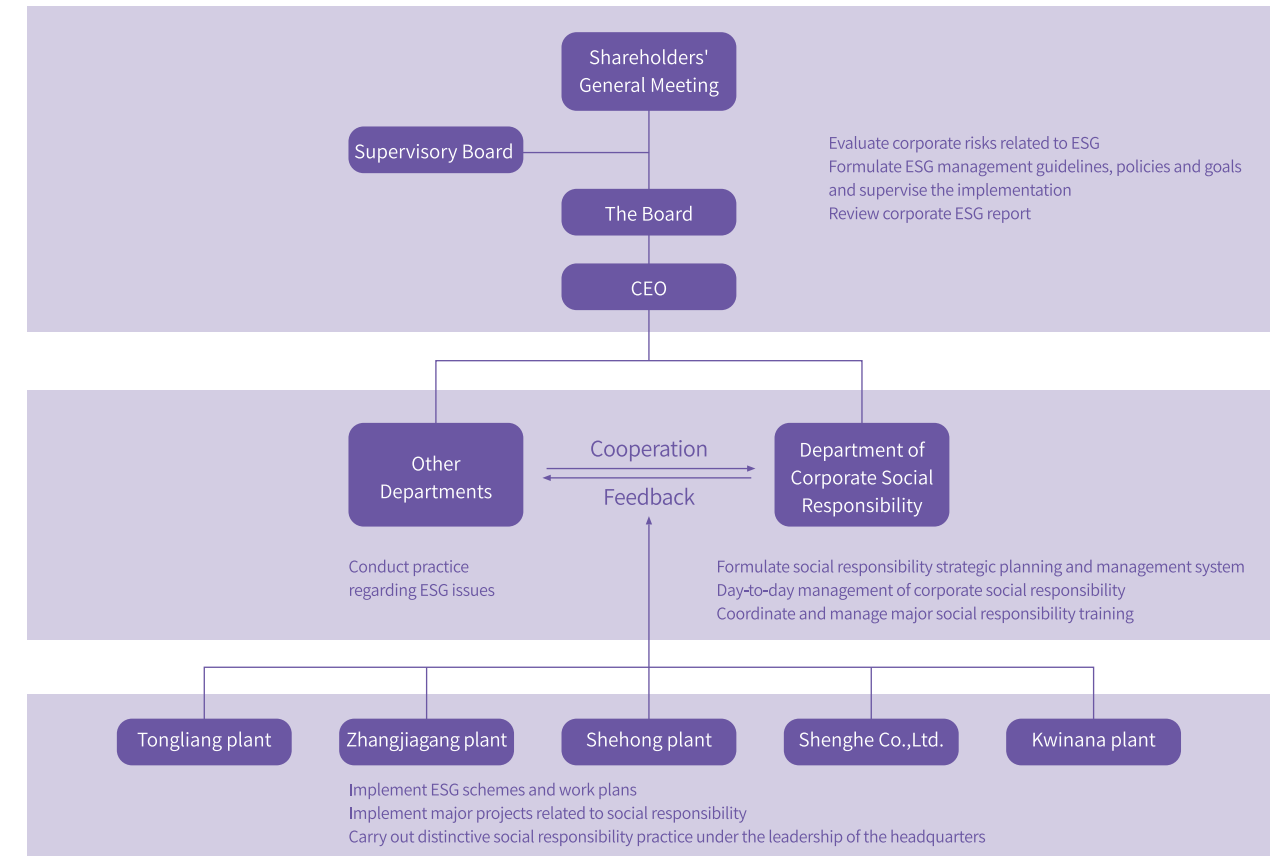 Shareholders'
General Meeting
Supervisory Board
Evaluate corporate risks related to ESG
Formulate ESG management guidelines, policies and goals
and supervise the implementation
Review corporate ESG report
The Board
CEO
Other
Departments
Cooperation
Feedback
Department of
Corporate Social
Responsibility
Conduct practice
regarding ESG issues
Formulate social responsibility strategic planning and management system
Day-to-day management of corporate social responsibility
Coordinate and manage major social responsibility training
Tongliang plant
Zhangjiagang plant
Shehong plant
Shenghe Co.,Ltd.
Kwinana plant
Implement ESG schemes and work plans
Implement major projects related to social responsibility
Carry out distinctive social responsibility practice under the leadership of the headquarters